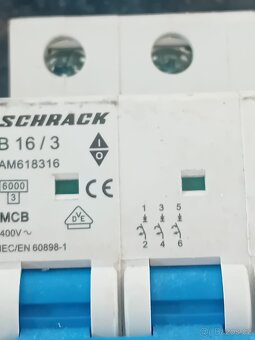 SCHRACK
B 16/3
AM618316
6000
3
CE
MCB
VDE
400V ~
IEC/EN 60898-1
I
O
1 3 5
2 4 6